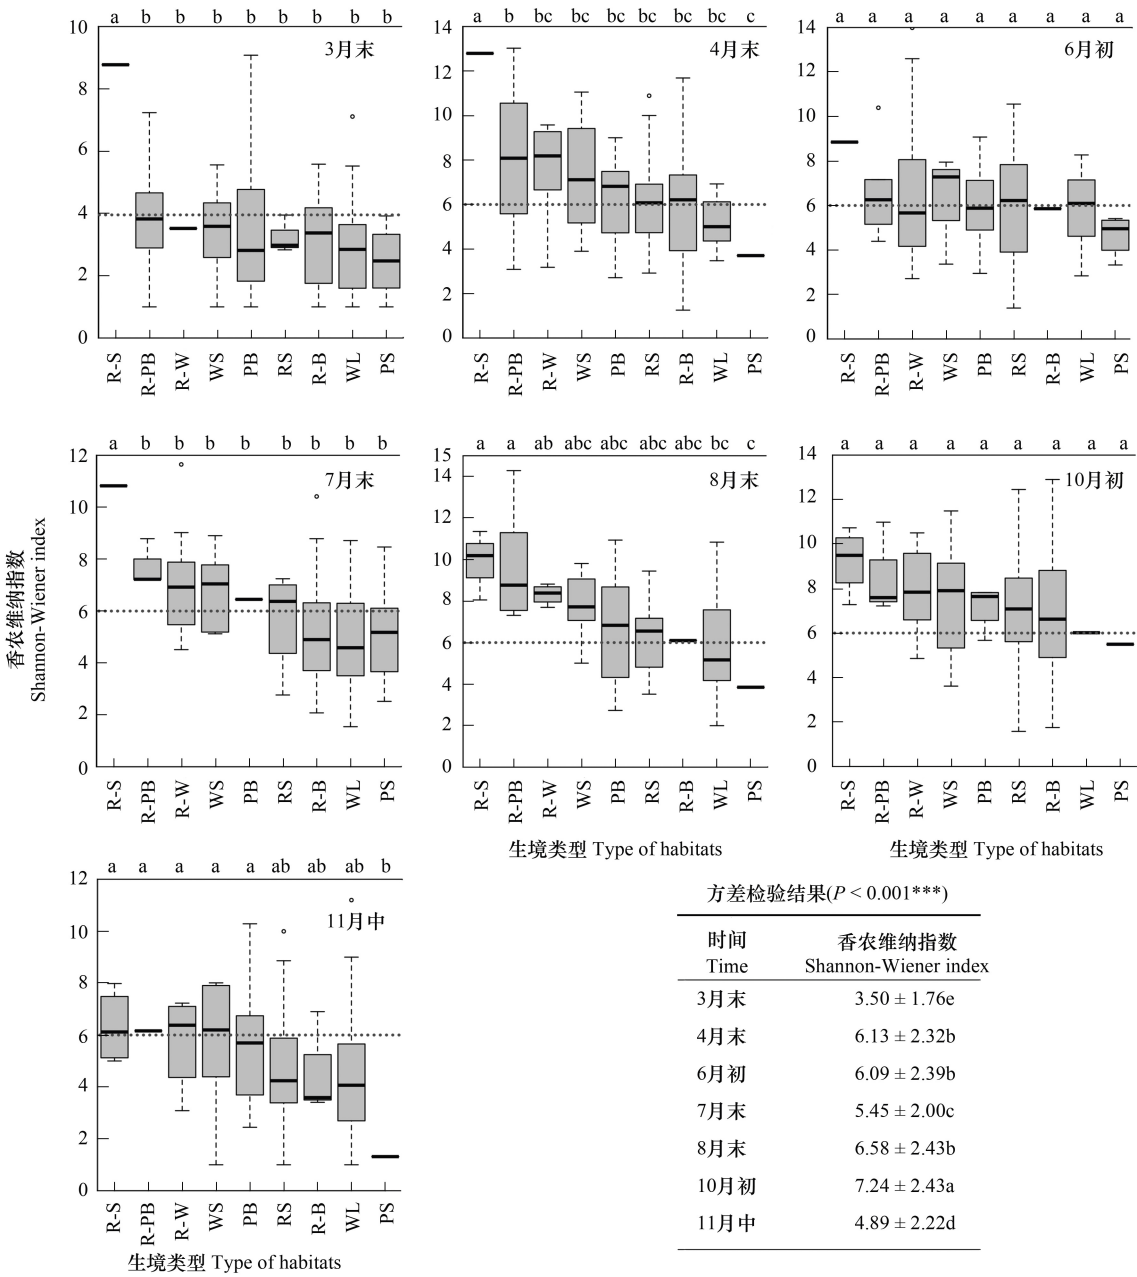 a b b b b b b b b
3月末
10
8
6
4
2
0
R-S R-PB R-W WS PB RS R-B WL PS
a b bc bc bc bc bc bc c
4月末
14
12
10
8
6
4
2
0
R-S R-PB R-W WS PB RS R-B WL PS
a a a a a a a a a
6月初
14
12
10
8
6
4
2
0
R-S R-PB R-W WS PB RS R-B WL PS
香农维纳指数
Shannon-Wiener index
a b b b b b b b b
7月末
12
10
8
6
4
2
0
R-S R-PB R-W WS PB RS R-B WL PS
a a ab abc abc abc abc bc c
8月末
15
14
12
10
8
6
4
2
0
R-S R-PB R-W WS PB RS R-B WL PS
生境类型 Type of habitats
a a a a a a a a a
10月初
14
12
10
8
6
4
2
0
R-S R-PB R-W WS PB RS R-B WL PS
生境类型 Type of habitats
a a a a a ab ab ab b
11月中
12
10
8
6
4
2
0
R-S R-PB R-W WS PB RS R-B WL PS
生境类型 Type of habitats
方差检验结果(P < 0.001***)
时间 香农维纳指数
Time Shannon-Wiener index
3月末 3.50 ± 1.76e
4月末 6.13 ± 2.32b
6月初 6.09 ± 2.39b
7月末 5.45 ± 2.00c
8月末 6.58 ± 2.43b
10月初 7.24 ± 2.43a
11月中 4.89 ± 2.22d